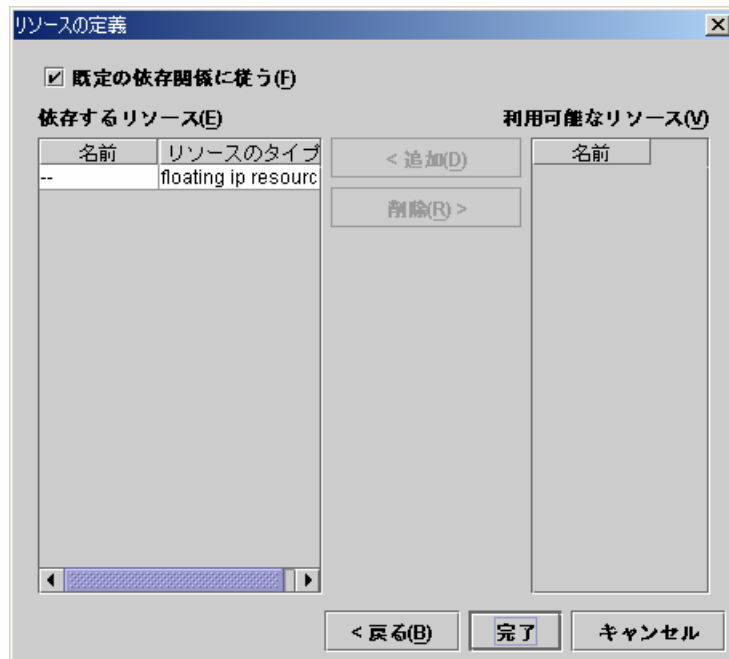 リソースの定義
既定の依存関係に従う(F)
依存するリソース(E)
利用可能なリソース(V)
名前 リソースのタイプ
-- floating ip resourc
< 追加(D)
削除(R) >
名前
< 戻る(B) 完了 キャンセル